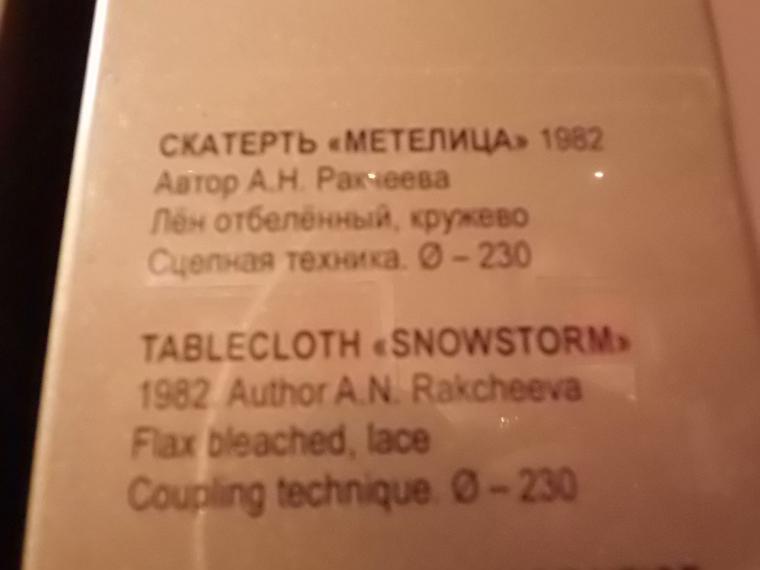 СКАТЕРТЬ «МЕТЕЛИЦА» 1982
Автор А.Н. Ракчеева
Лён отбелённый, кружево
Сцепная техника. Ø – 230
TABLECLOTH «SNOWSTORM»
1982. Author A.N. Rakcheeva
Flax bleached, lace
Coupling technique. Ø – 230